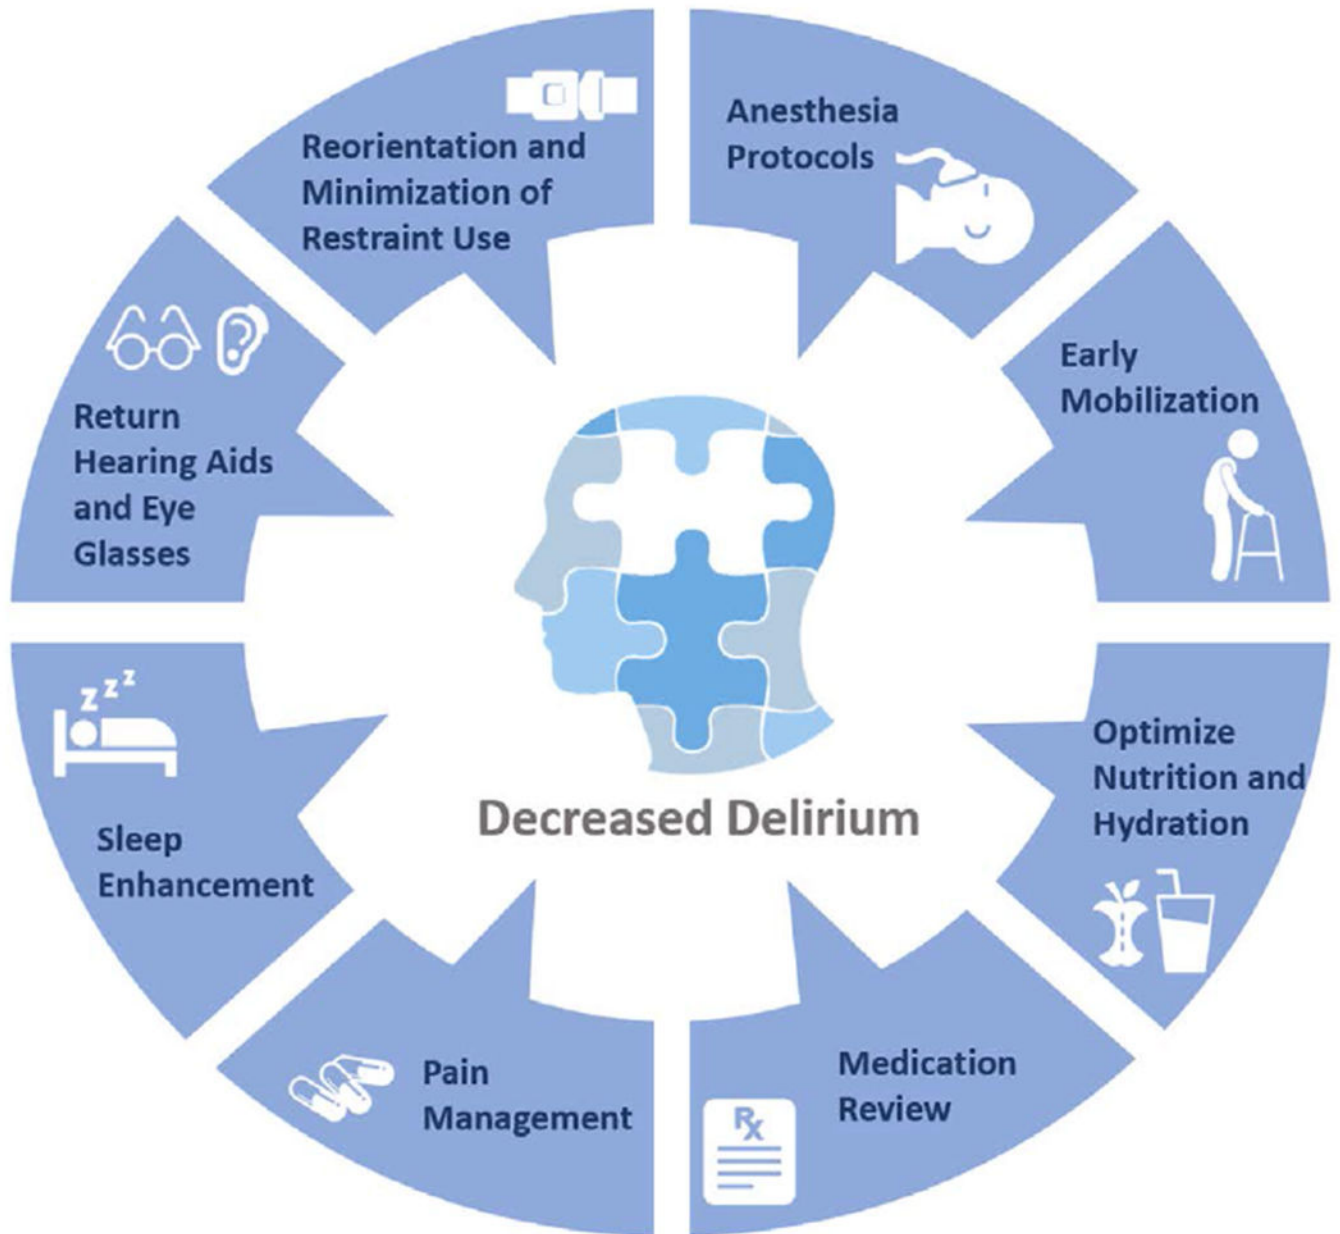 Reorientation and
Minimization of
Restraint Use
Anesthesia
Protocols
Early
Mobilization
Optimize
Nutrition and
Hydration
Medication
Review
Rx
Pain
Management
Sleep
Enhancement
z z z
Return
Hearing Aids
and Eye
Glasses
Decreased Delirium